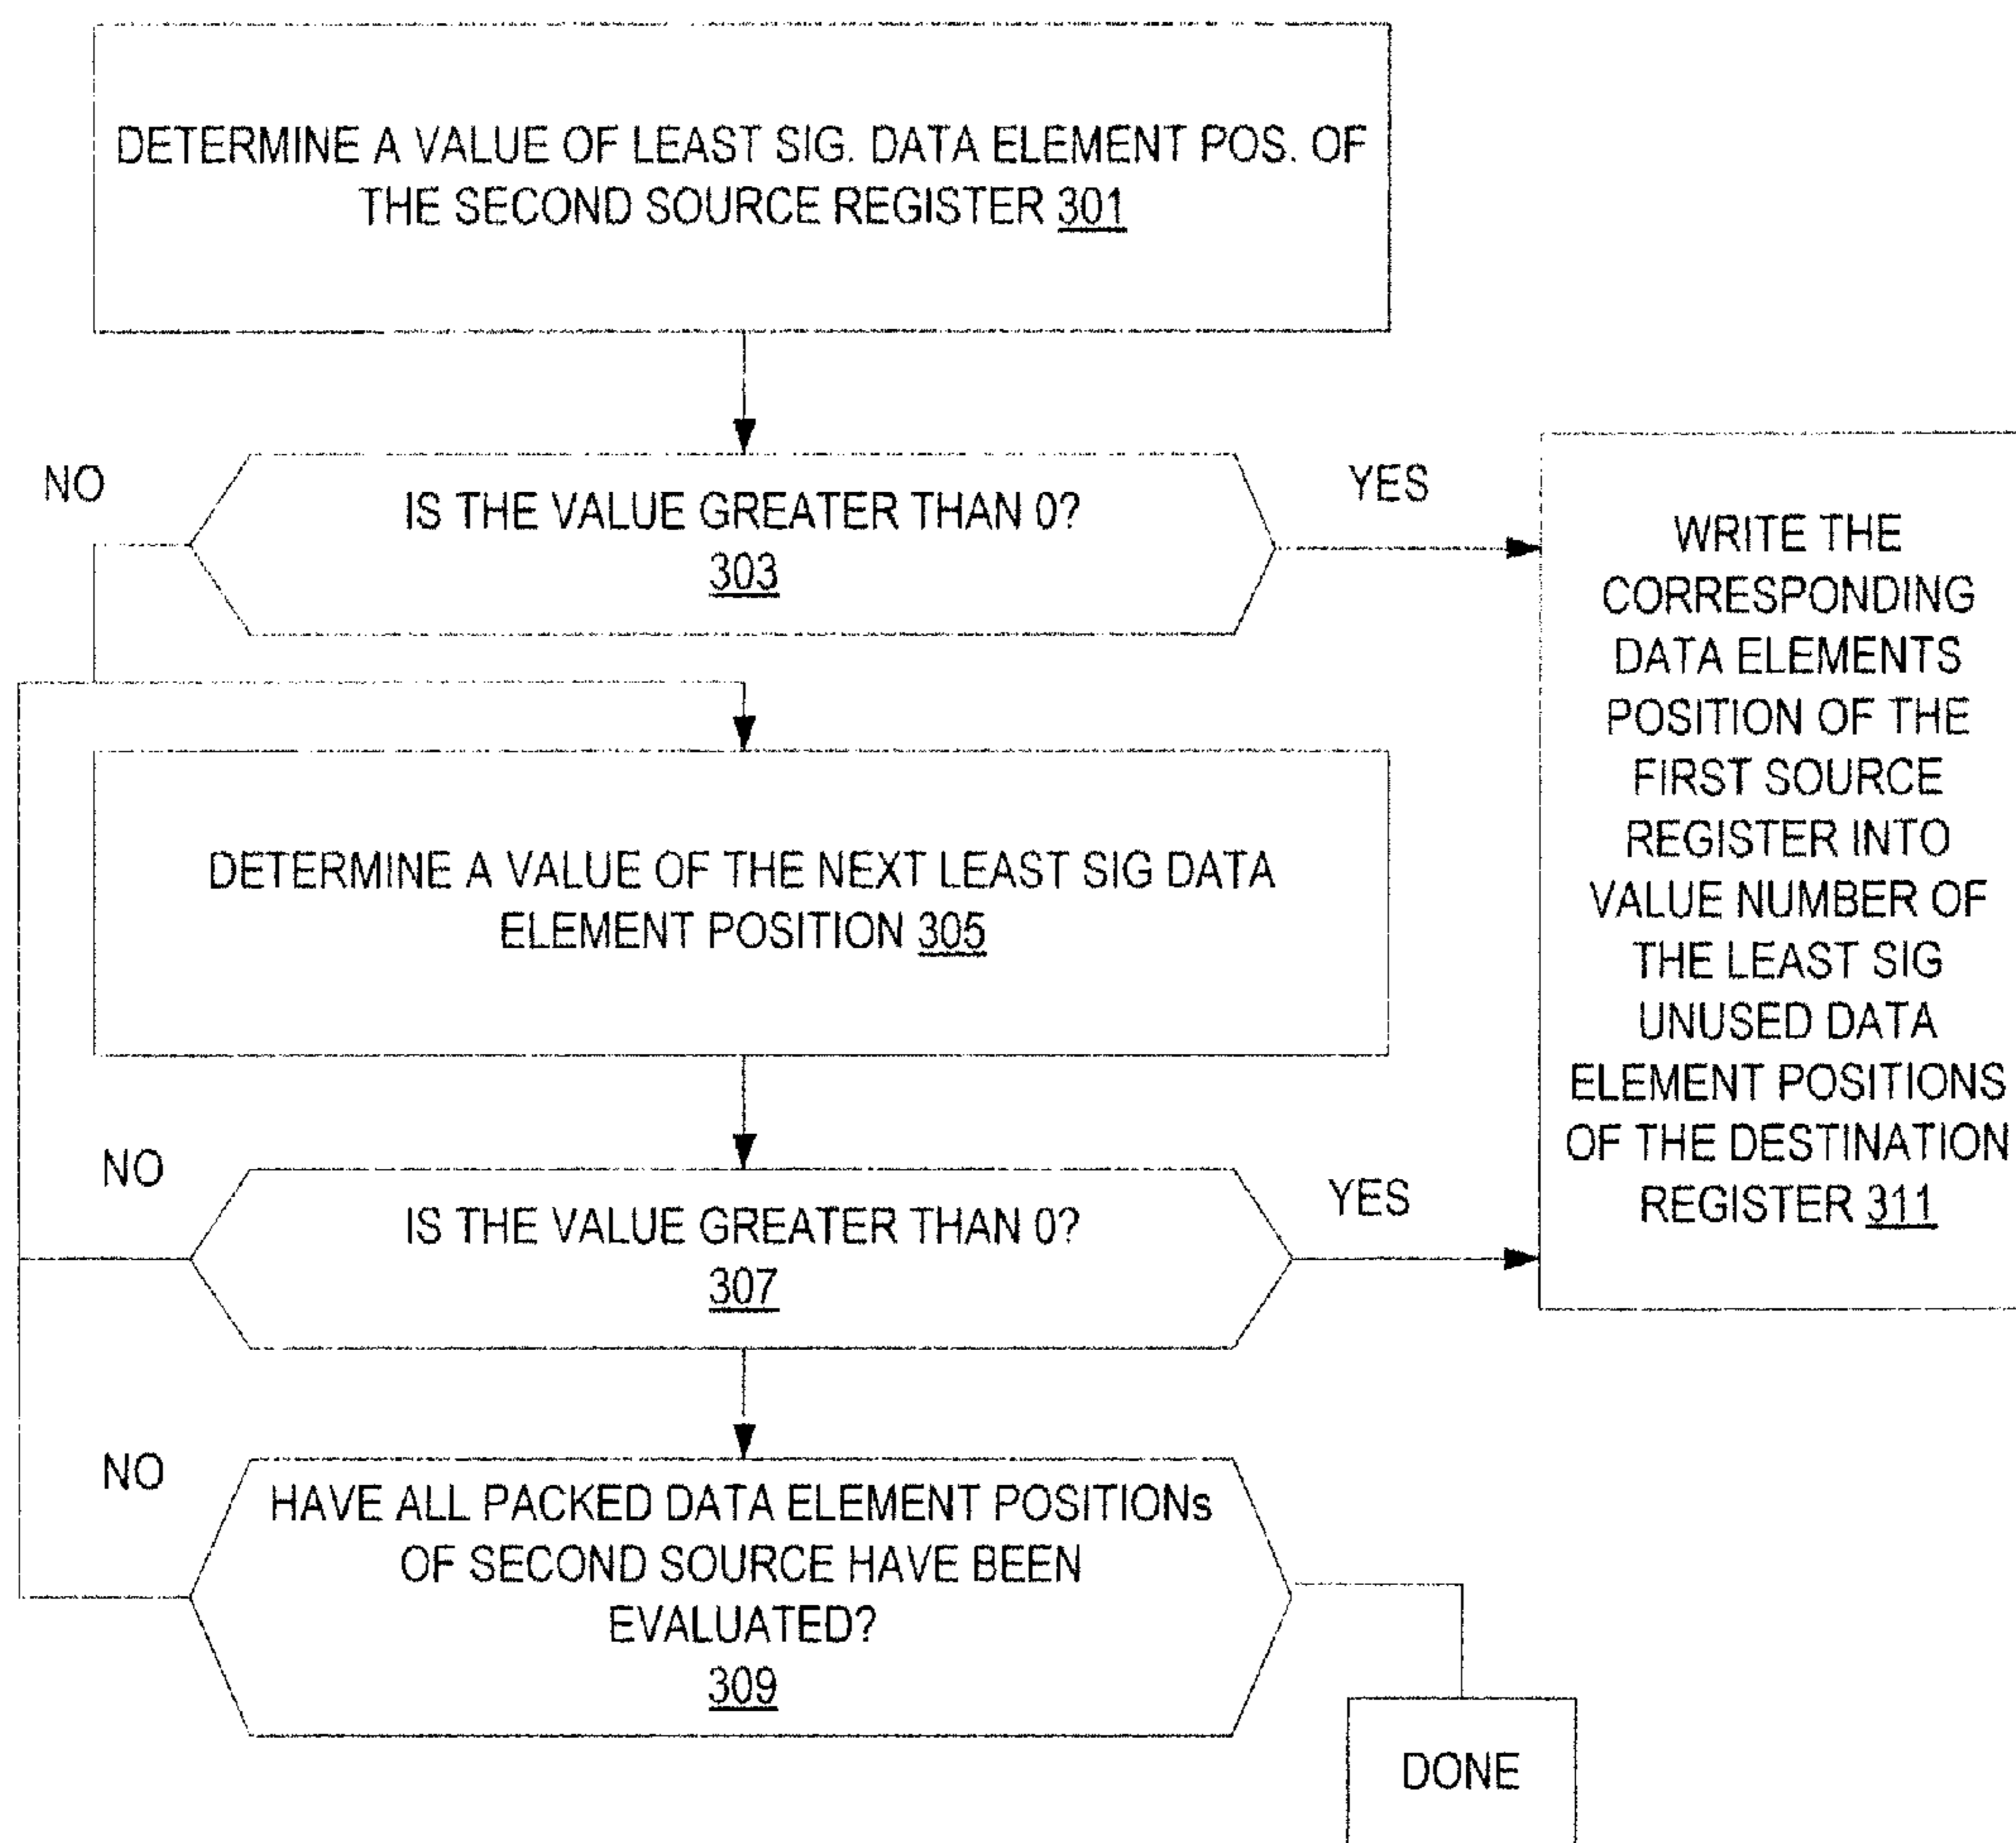 DETERMINE A VALUE OF LEAST SIG. DATA ELEMENT POS. OF
THE SECOND SOURCE REGISTER 301
NO
IS THE VALUE GREATER THAN 0?
303
YES
WRITE THE
CORRESPONDING
DATA ELEMENTS
POSITION OF THE
FIRST SOURCE
REGISTER INTO
VALUE NUMBER OF
THE LEAST SIG
UNUSED DATA
ELEMENT POSITIONS
OF THE DESTINATION
REGISTER 311
DETERMINE A VALUE OF THE NEXT LEAST SIG DATA
ELEMENT POSITION 305
NO
IS THE VALUE GREATER THAN 0?
307
YES
NO
HAVE ALL PACKED DATA ELEMENT POSITIONs
OF SECOND SOURCE HAVE BEEN
EVALUATED?
309
DONE